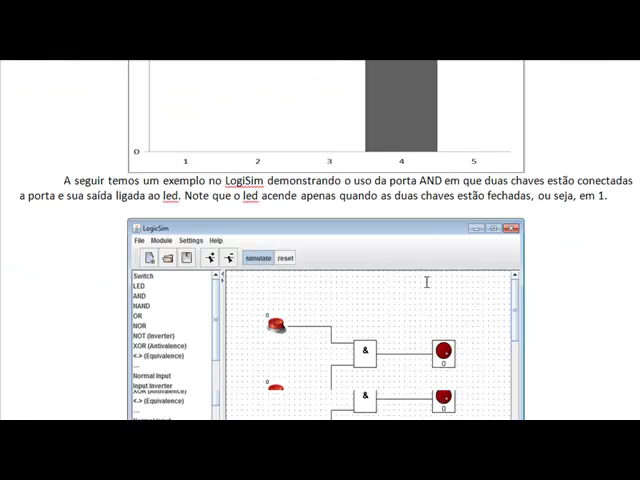 0
1 2 3 4 5
A seguir temos um exemplo no LogiSim demonstrando o uso da porta AND em que duas chaves estão conectadas
a porta e sua saída ligada ao led. Note que o led acende apenas quando as duas chaves estão fechadas, ou seja, em 1.
LogicSim
File Module Settings Help
simulate reset
Switch
LED
AND
NAND
OR
NOR
NOT (Inverter)
XOR (Antivalence)
<-> (Equivalence)
---
Normal Input
Input Inverter
XOR (Antivalence)
<-> (Equivalence)
---
Normal Input
0
&
0
0
&
0